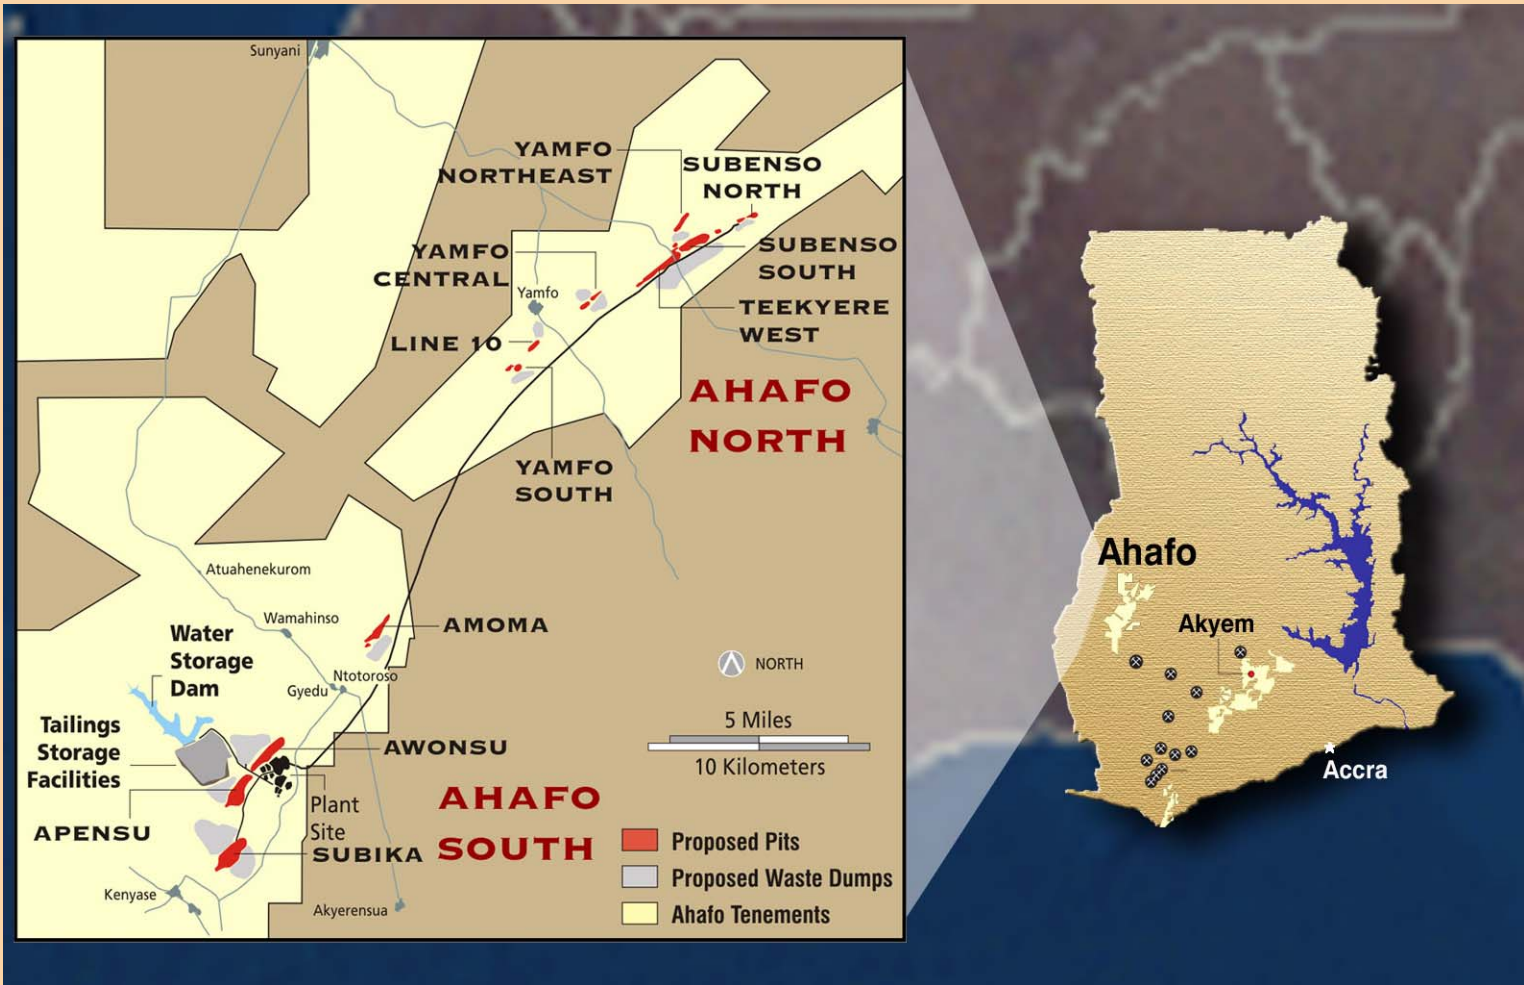 Sunyani
YAMFO
NORTHEAST
SUBENSO
NORTH
YAMFO
CENTRAL
SUBENSO
SOUTH
Yamfo
TEEKYERE
WEST
LINE 10
AHAFO
NORTH
YAMFO
SOUTH
Atuahenekurom
Wamahinso
AMOMA
Water
Storage
Dam
NORTH
Ntotoroso
Gyedu
Tailings
Storage
Facilities
5 Miles
10 Kilometers
AWONSU
Plant
Site
AHAFO
SOUTH
APENSU
SUBIKA
Proposed Pits
Proposed Waste Dumps
Ahafo Tenements
Kenyase
Akyerensua
Ahafo
Akyem
Accra